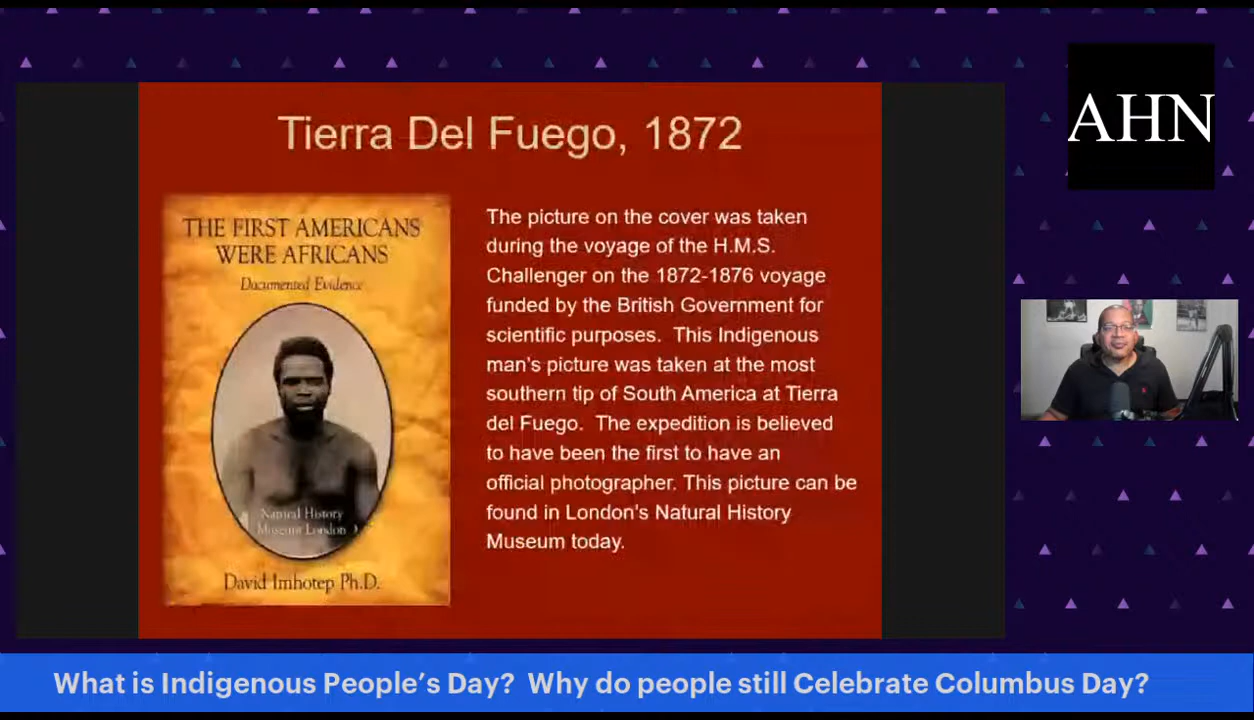 Tierra Del Fuego, 1872
THE FIRST AMERICANS
WERE AFRICANS
Documented Evidence
Natural History
Museum London
David Imhotep Ph.D.
The picture on the cover was taken
during the voyage of the H.M.S.
Challenger on the 1872-1876 voyage
funded by the British Government for
scientific purposes. This Indigenous
man's picture was taken at the most
southern tip of South America at Tierra
del Fuego. The expedition is believed
to have been the first to have an
official photographer. This picture can be
found in London's Natural History
Museum today.
AHN
What is Indigenous People's Day? Why do people still Celebrate Columbus Day?